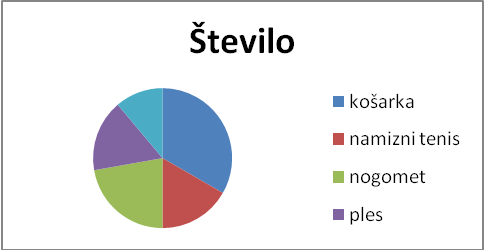 Število
košarka
namizni tenis
nogomet
ples